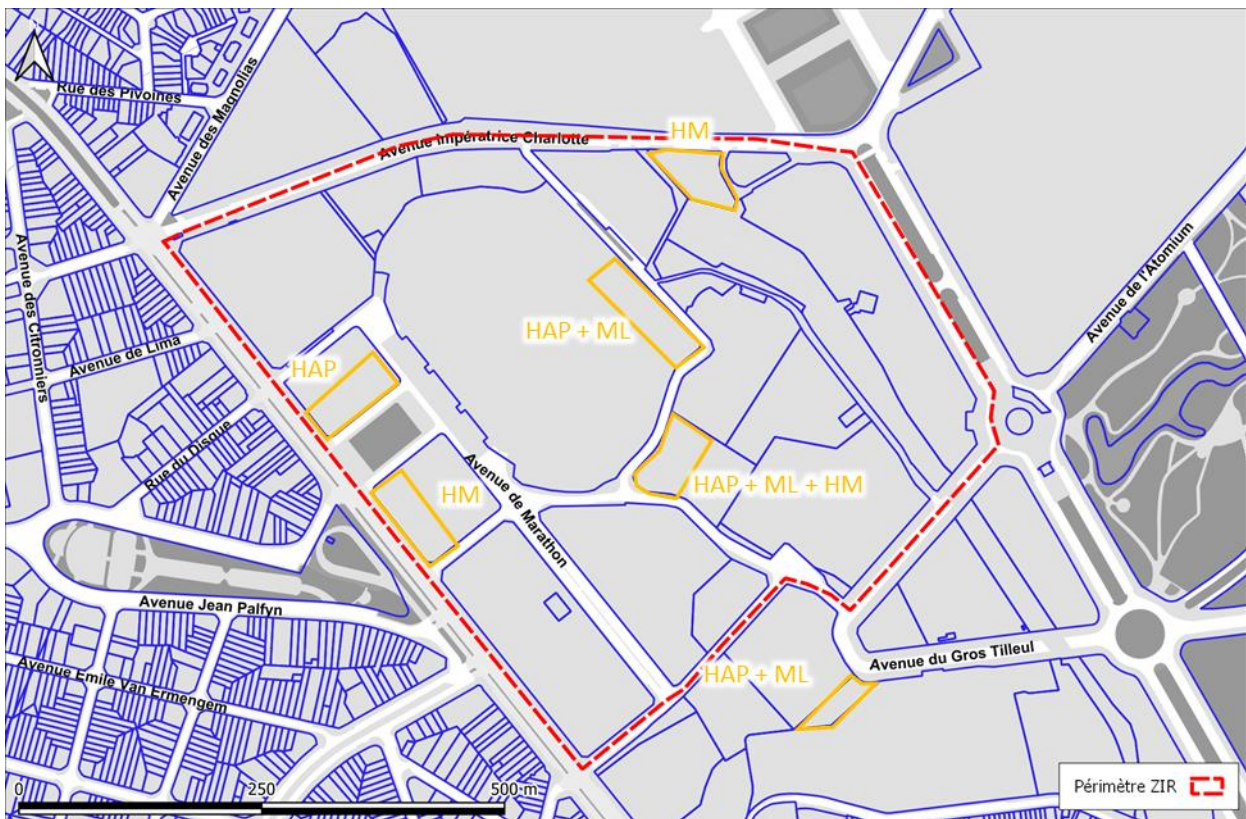 Rue des Pivoines
Avenue des Magnolias
Avenue Impératrice Charlotte
HM
Avenue de l'Atomium
Avenue des Citronniers
Avenue de Lima
HAP + ML
HAP
Rue du Disque
HM
Avenue de Marathon
HAP + ML + HM
Avenue Jean Palfyn
Avenue Emile Van Ermengem
Avenue du Gros Tilleul
HAP + ML
0 250 500 m
Périmètre ZIR